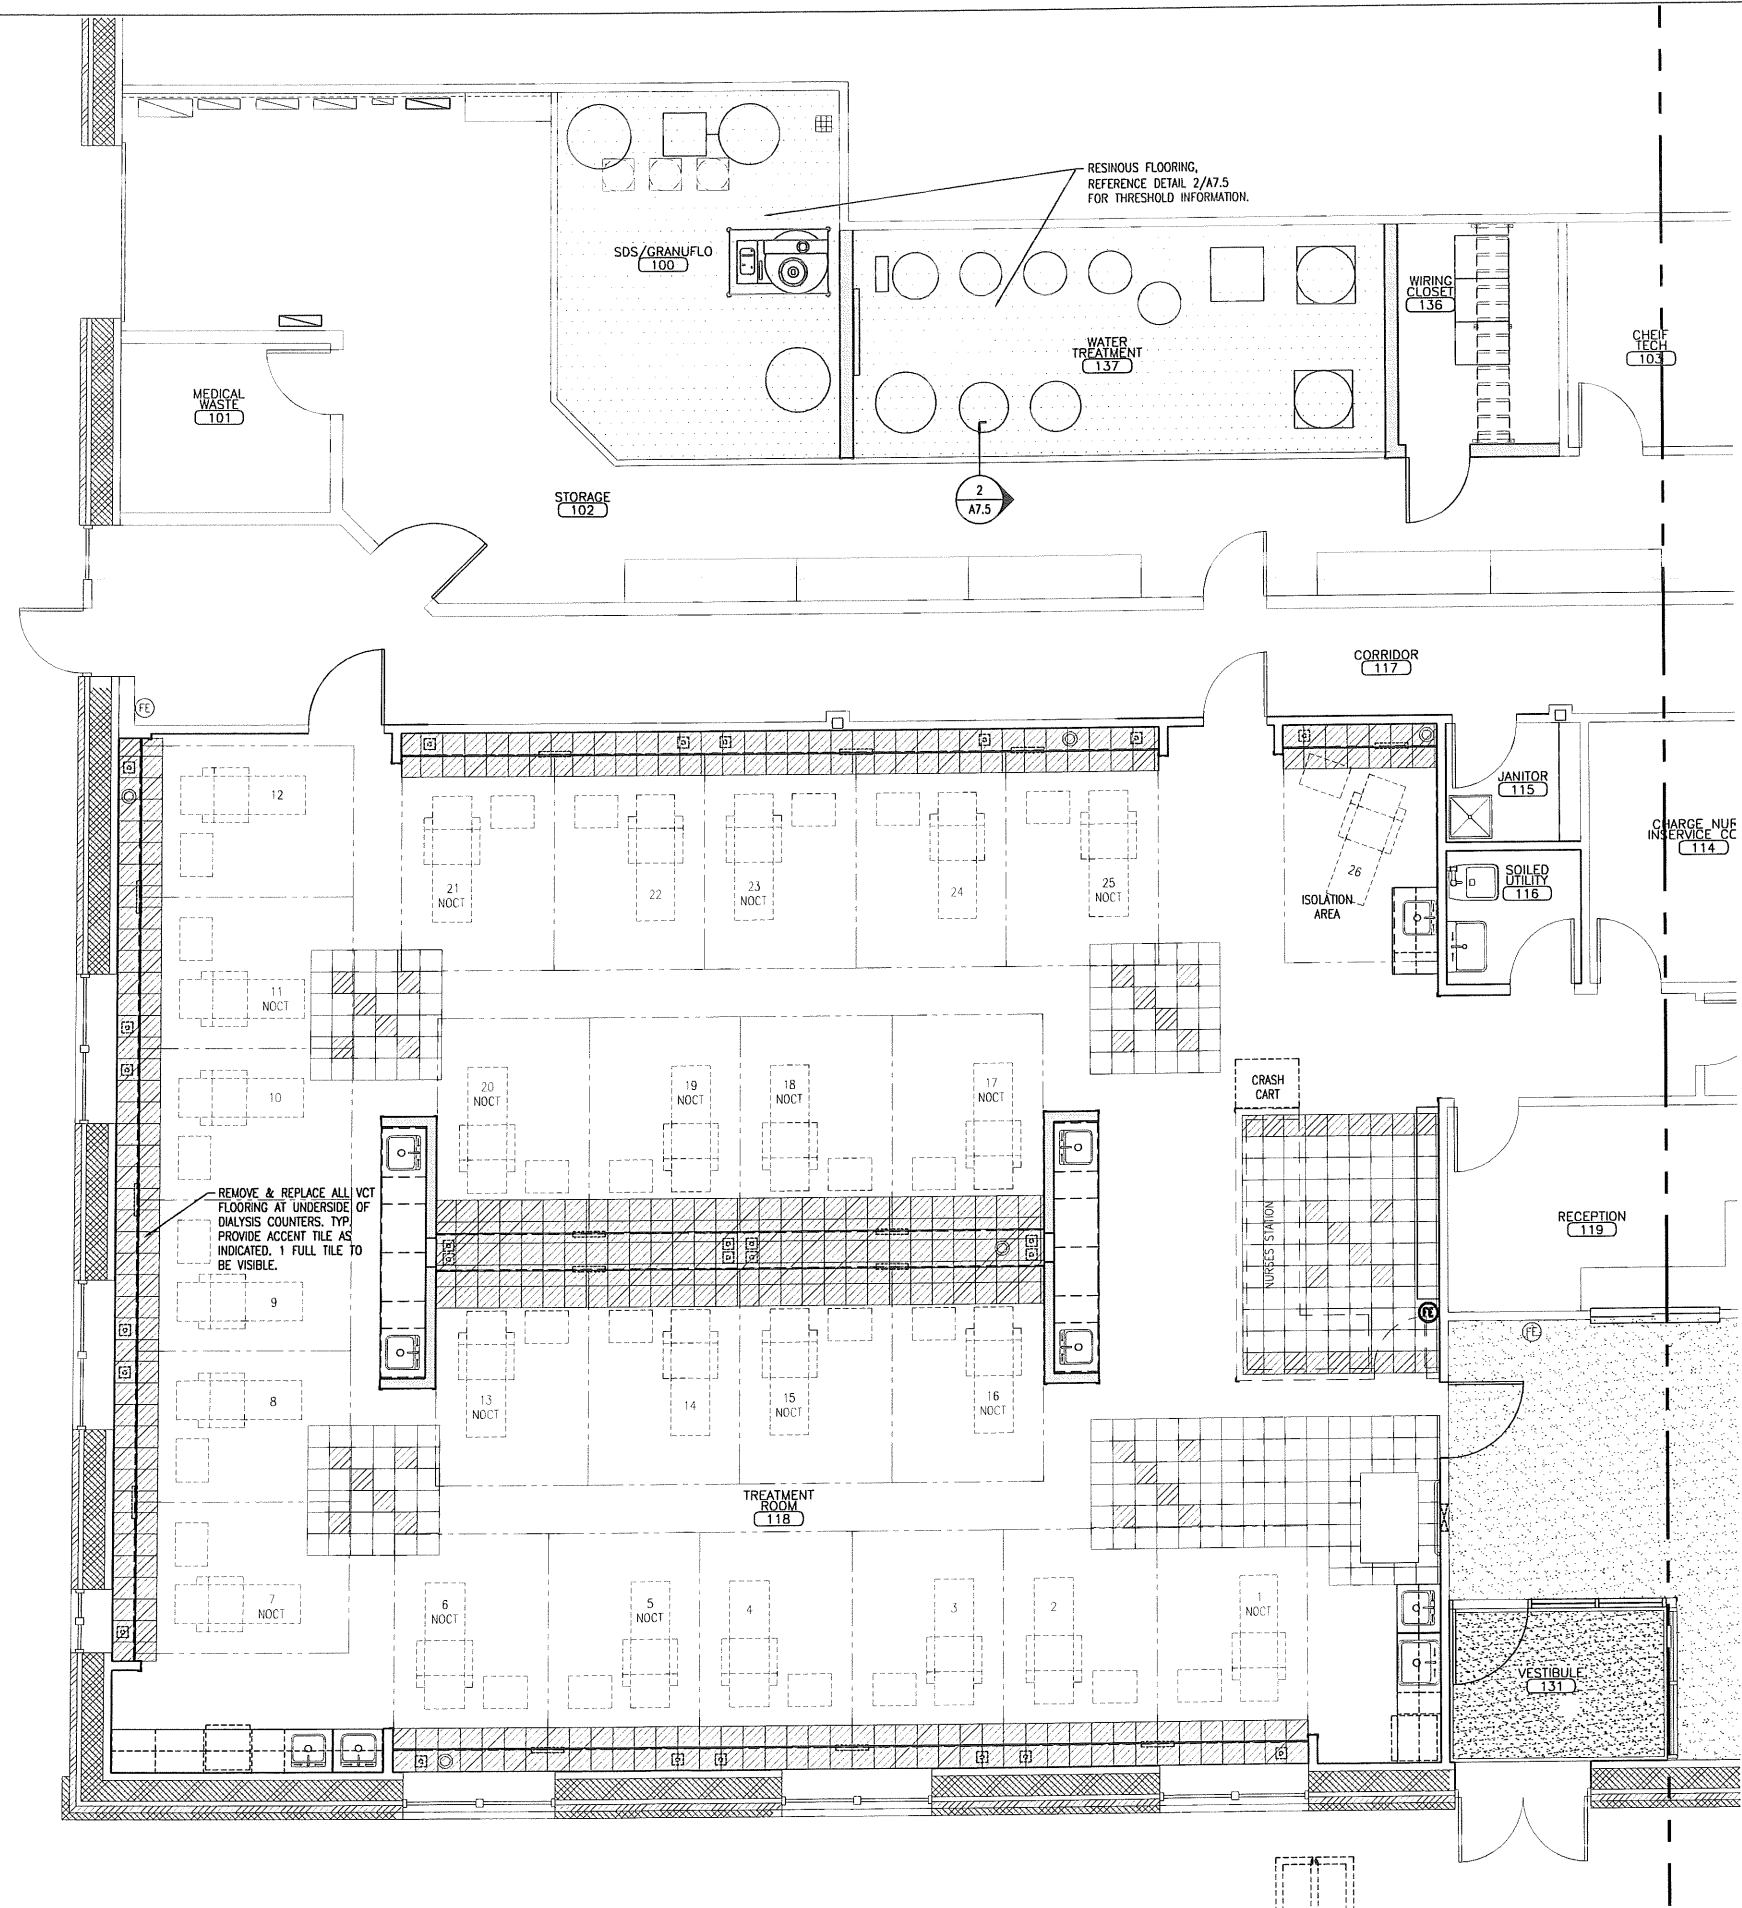 RESINOUS FLOORING,
REFERENCE DETAIL 2/A7.5
FOR THRESHOLD INFORMATION.
SDS/GRANUFLO
100
WIRING
CLOSET
136
WATER
TREATMENT
137
CHEIF
TECH
103
MEDICAL
WASTE
101
STORAGE
102
2
A7.5
CORRIDOR
117
FE
JANITOR
115
12
CHARGE NUR
INSERVICE CC
114
21
NOCT
22
23
NOCT
24
25
NOCT
26
ISOLATION
AREA
SOILED
UTILITY
116
11
NOCT
10
20
NOCT
19
NOCT
18
NOCT
17
NOCT
CRASH
CART
REMOVE & REPLACE ALL VCT
FLOORING AT UNDERSIDE OF
DIALYSIS COUNTERS. TYP.
PROVIDE ACCENT TILE AS
INDICATED. 1 FULL TILE TO
BE VISIBLE.
NURSES STATION
RECEPTION
119
9
FE
FE
8
13
NOCT
14
15
NOCT
16
NOCT
TREATMENT
ROOM
118
7
NOCT
6
NOCT
5
NOCT
4
3
2
1
NOCT
VESTIBULE
131